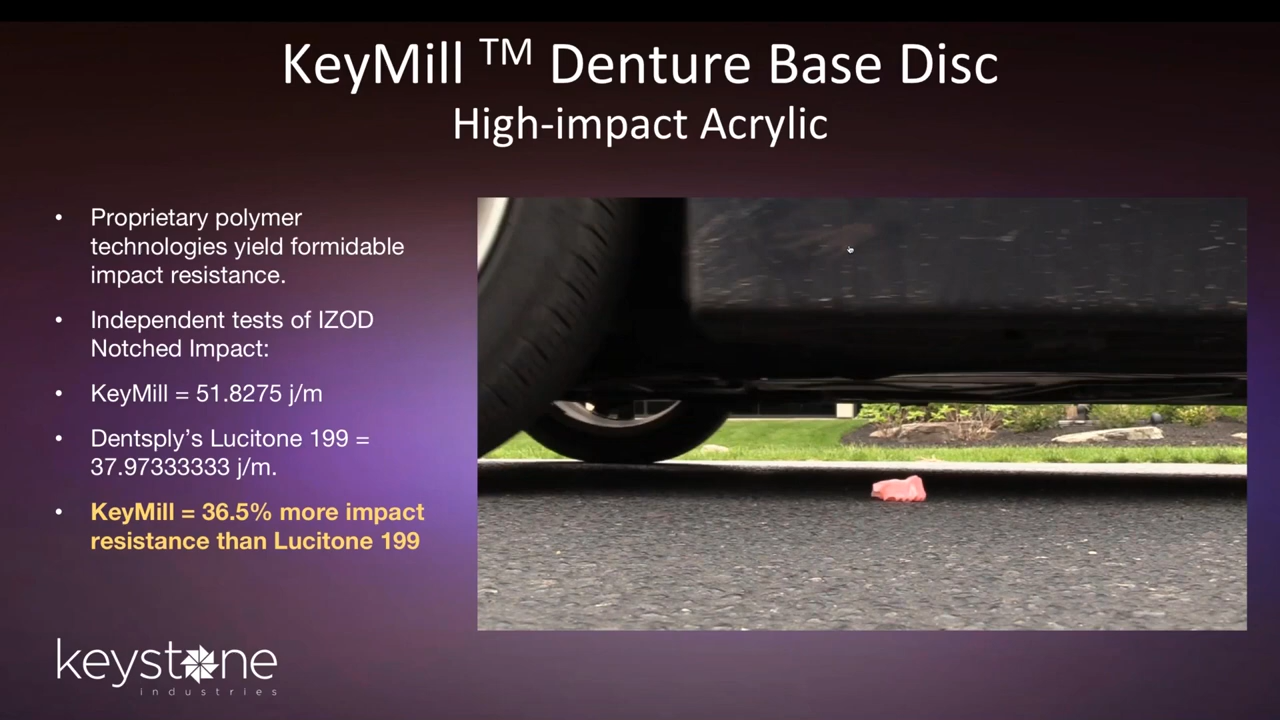 KeyMill TM Denture Base Disc
High-impact Acrylic
• Proprietary polymer
technologies yield formidable
impact resistance.
• Independent tests of IZOD
Notched Impact:
• KeyMill = 51.8275 j/m
• Dentsply’s Lucitone 199 =
37.97333333 j/m.
• KeyMill = 36.5% more impact
resistance than Lucitone 199
keystone
industries